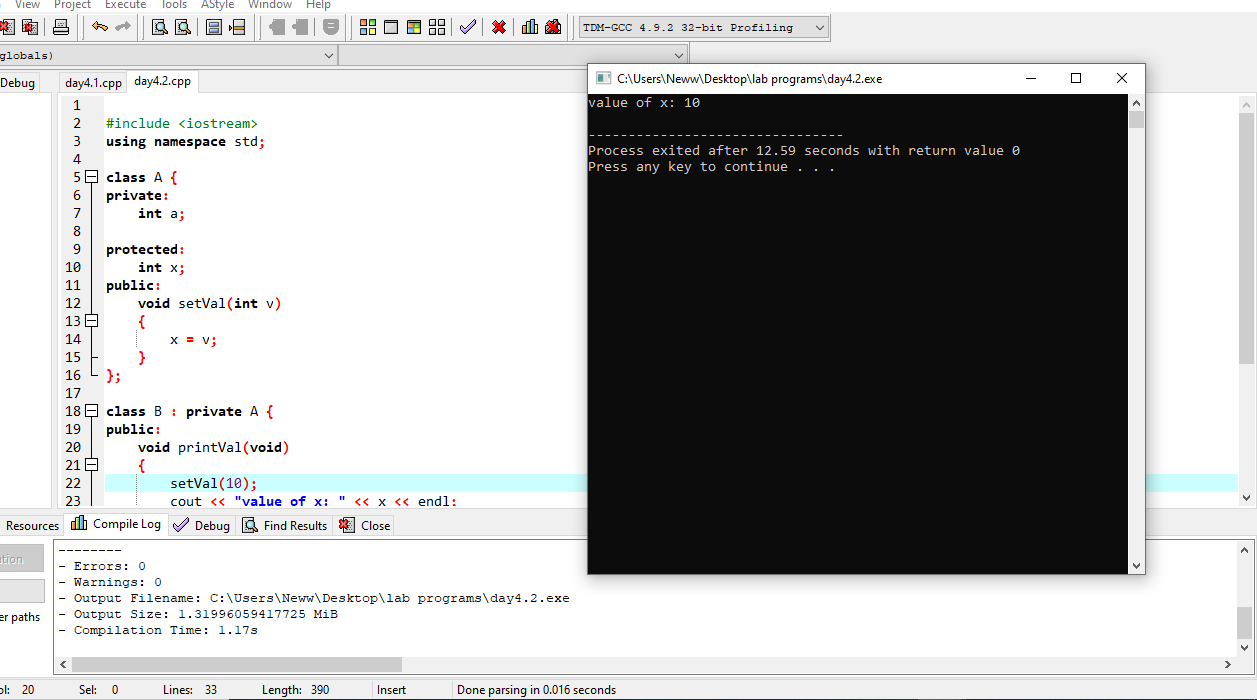 View Project Execute Tools AStyle Window Help
TDM-GCC 4.9.2 32-bit Profiling
globals)
Debug day4.1.cpp day4.2.cpp
1
2 #include <iostream>
3 using namespace std;
4
5 class A {
6 private:
7 int a;
8
9 protected:
10 int x;
11 public:
12 void setVal(int v)
13 {
14 x = v;
15 }
16 };
17
18 class B : private A {
19 public:
20 void printVal(void)
21 {
22 setVal(10);
23 cout << "value of x: " << x << endl;
C:\Users\Neww\Desktop\lab programs\day4.2.exe
value of x: 10
--------------------------------
Process exited after 12.59 seconds with return value 0
Press any key to continue . . .
Resources Compile Log Debug Find Results Close
--------
- Errors: 0
- Warnings: 0
- Output Filename: C:\Users\Neww\Desktop\lab programs\day4.2.exe
- Output Size: 1.31996059417725 MiB
- Compilation Time: 1.17s
er paths
ol: 20 Sel: 0 Lines: 33 Length: 390 Insert Done parsing in 0.016 seconds